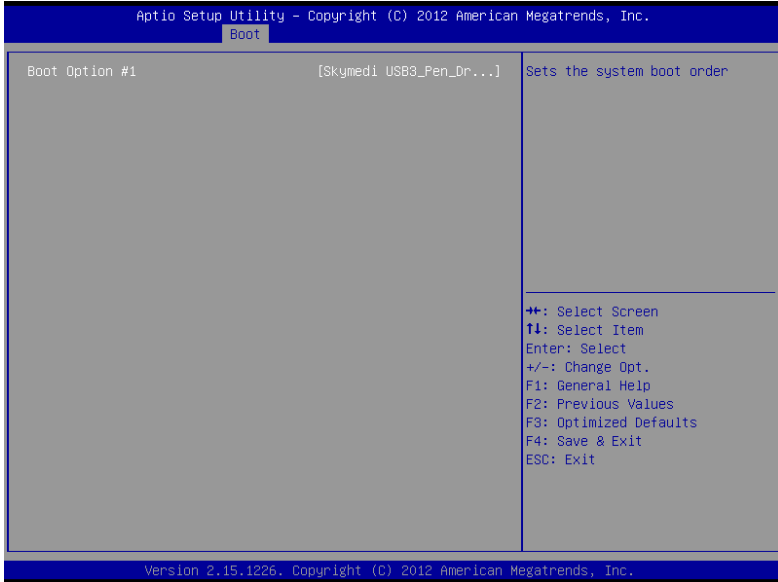 Aptio Setup Utility – Copyright (C) 2012 American Megatrends, Inc.
Boot
Boot Option #1 [Skymedi USB3_Pen_Dr...]
Sets the system boot order
→←: Select Screen
↑↓: Select Item
Enter: Select
+/-: Change Opt.
F1: General Help
F2: Previous Values
F3: Optimized Defaults
F4: Save & Exit
ESC: Exit
Version 2.15.1226. Copyright (C) 2012 American Megatrends, Inc.